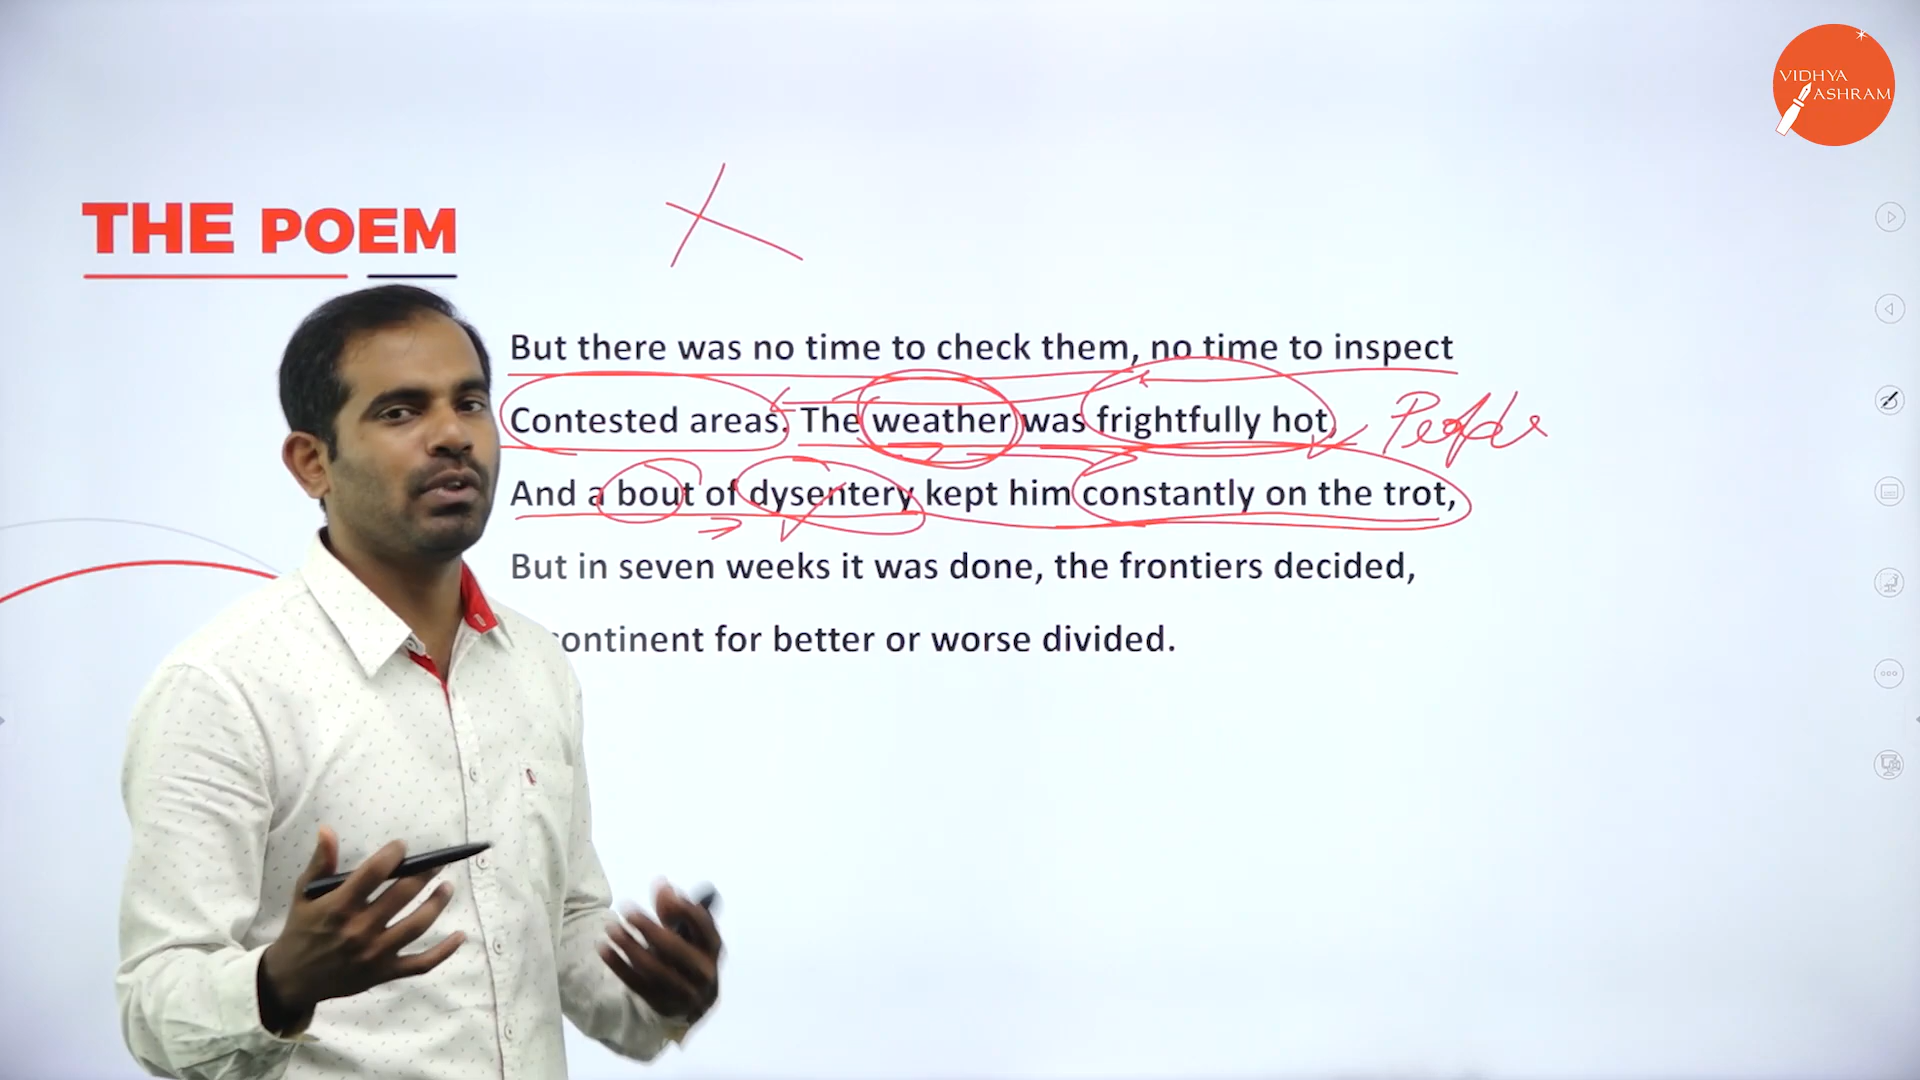 VIDHYA
ASHRAM
THE POEM
But there was no time to check them, no time to inspect
Contested areas. The weather was frightfully hot, People
And a bout of dysentery kept him constantly on the trot,
But in seven weeks it was done, the frontiers decided,
continent for better or worse divided.